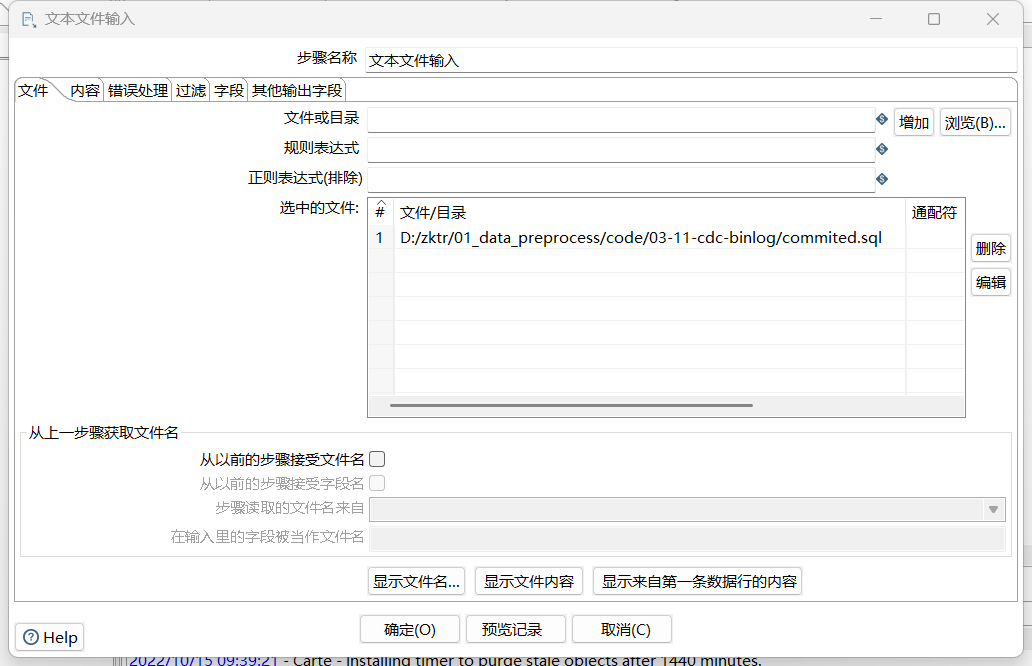 文本文件输入
步骤名称 文本文件输入
文件 内容 错误处理 过滤 字段 其他输出字段
文件或目录 增加 浏览(B)...
规则表达式
正则表达式(排除)
选中的文件: # 文件/目录 通配符
1 D:/zktr/01_data_preprocess/code/03-11-cdc-binlog/commited.sql
删除
编辑
从上一步骤获取文件名
从以前的步骤接受文件名
从以前的步骤接受字段名
步骤读取的文件名来自
在输入里的字段被当作文件名
显示文件名... 显示文件内容 显示来自第一条数据行的内容
Help 确定(O) 预览记录 取消(C)
2022/10/15 09:39:21 - Carte - Installing timer to purge stale objects after 1440 minutes.